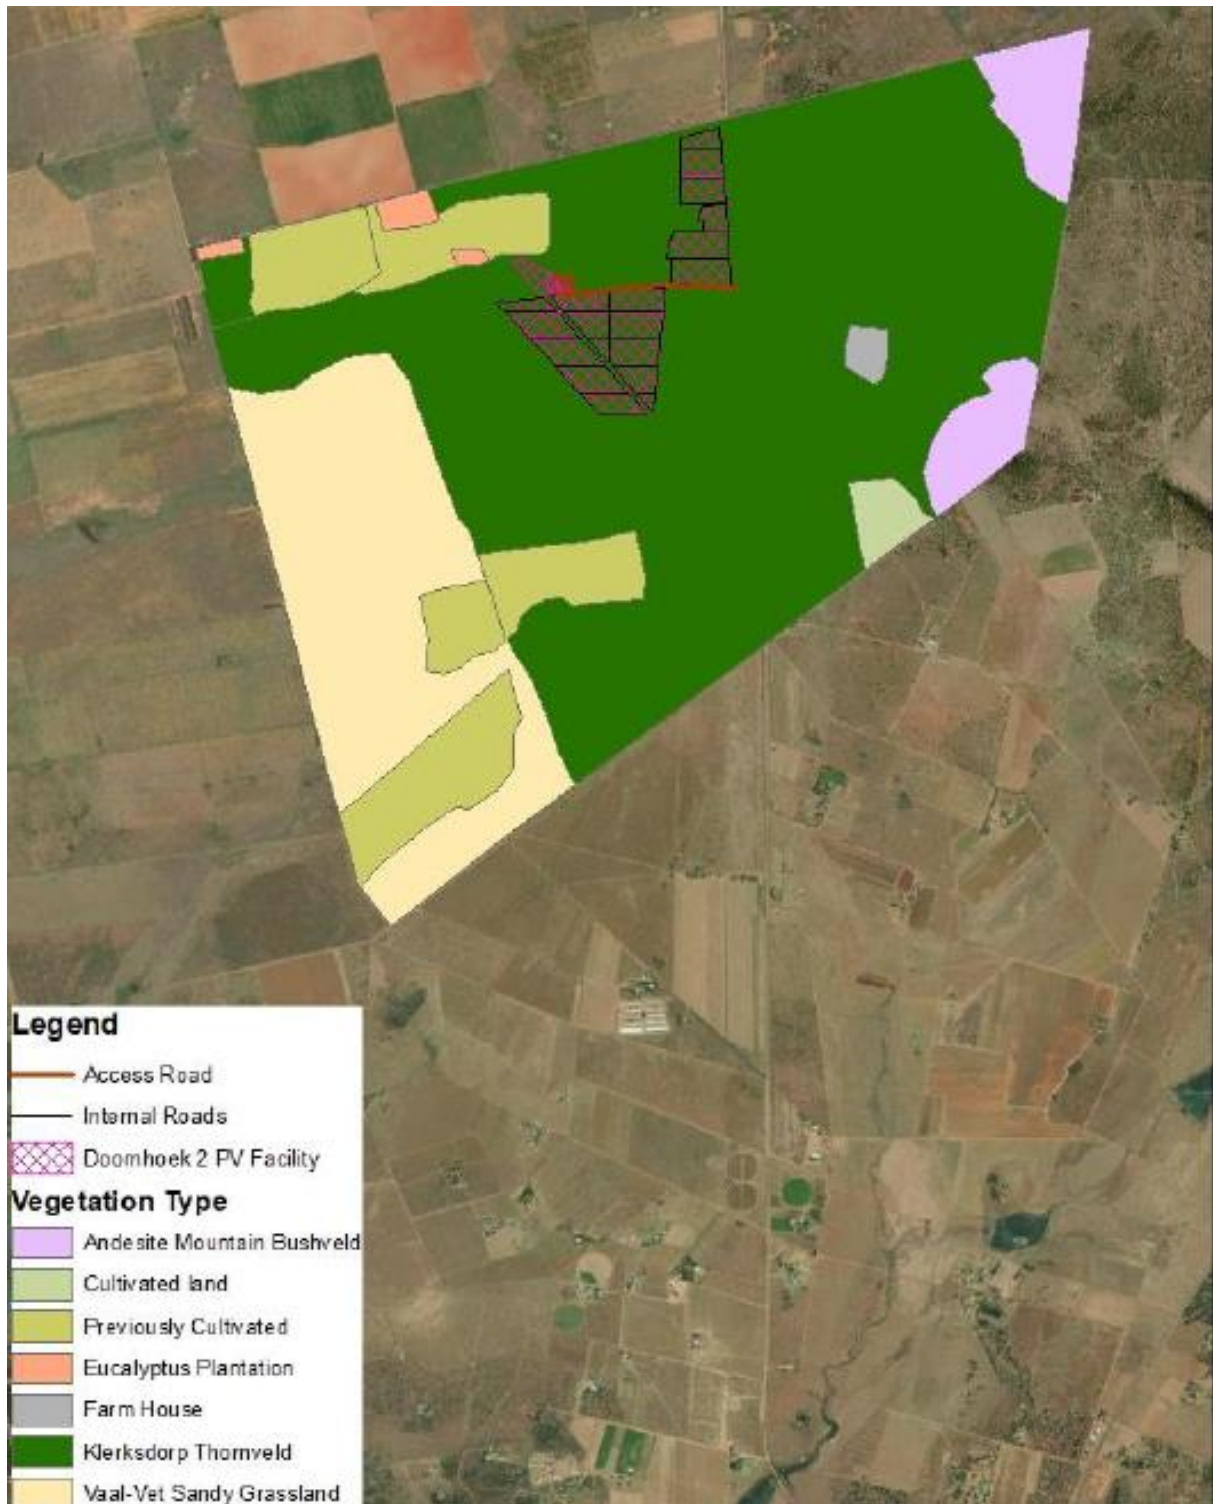 Legend
Access Road
Internal Roads
Doornhoek 2 PV Facility
Vegetation Type
Andesite Mountain Bushveld
Cultivated land
Previously Cultivated
Eucalyptus Plantation
Farm House
Klerksdorp Thornveld
Vaal-Vet Sandy Grassland